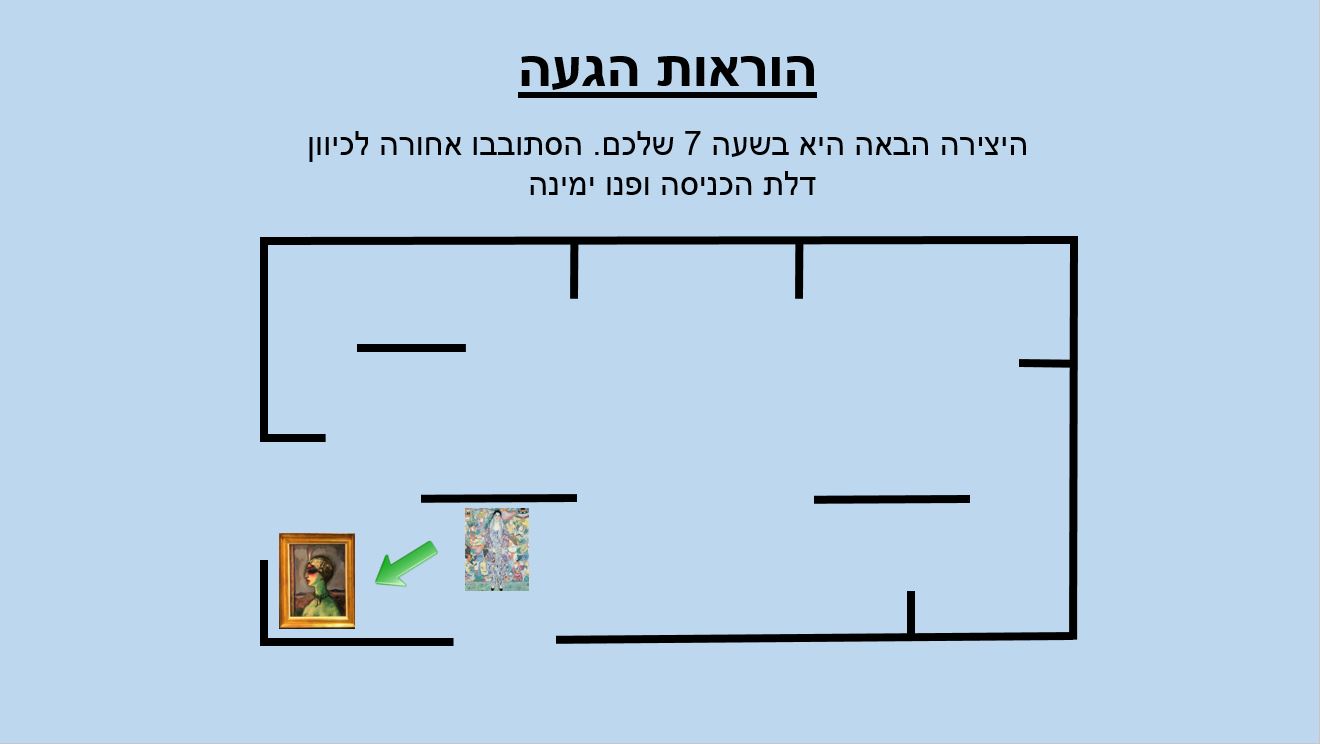 הוראות הגעה
היצירה הבאה היא בשעה 7 שלכם. הסתובבו אחורה לכיוון
דלת הכניסה ופנו ימינה